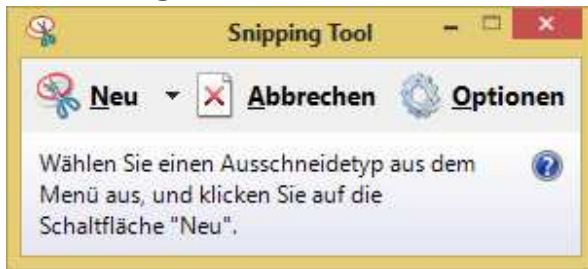 Snipping Tool
Neu Abbrechen Optionen
Wählen Sie einen Ausschneidetyp aus dem
Menü aus, und klicken Sie auf die
Schaltfläche "Neu".